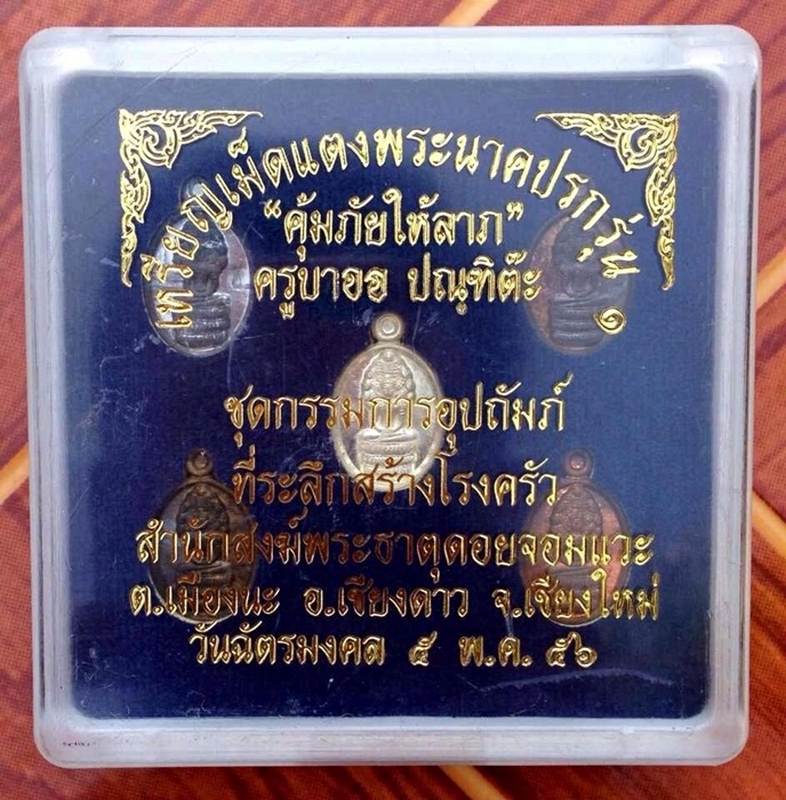 เหรียญเม็ดแตงพระนาคปรกรุ่น ๑
“คุ้มภัยให้ลาภ”
ครูบาออ ปณฺฑิต๊ะ
ชุดกรรมการอุปถัมภ์
ที่ระลึกสร้างโรงครัว
สำนักสงฆ์พระธาตุดอยจอมแวะ
ต.เมืองนะ อ.เชียงดาว จ.เชียงใหม่
วันฉัตรมงคล ๕ พ.ค. ๕๖